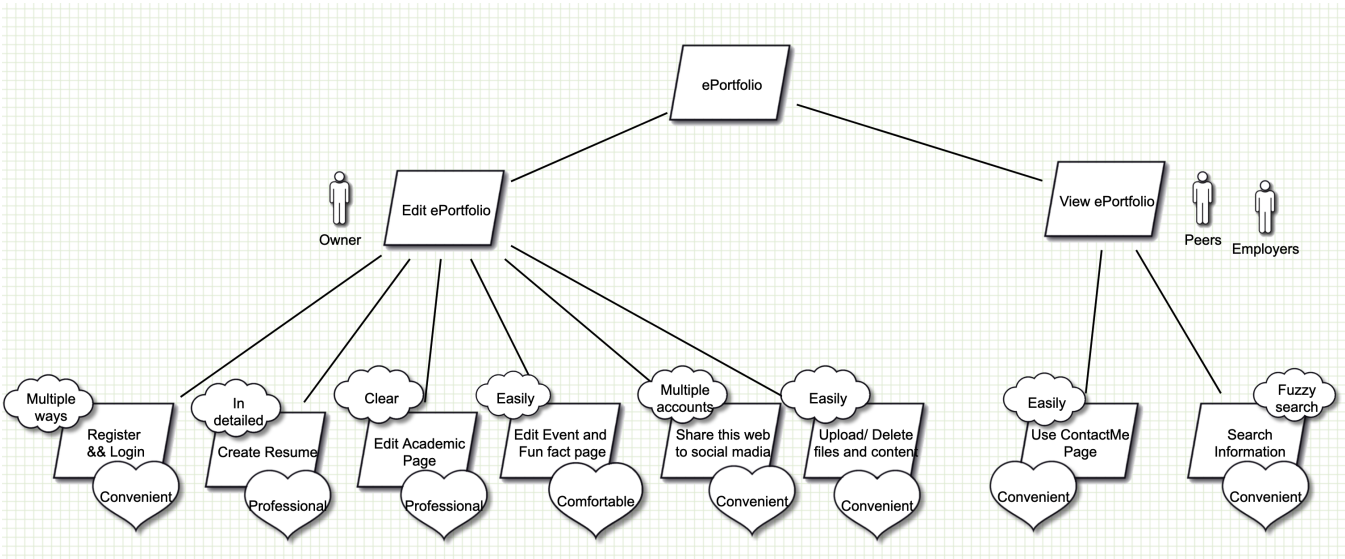 ePortfolio
Edit ePortfolio
Owner
View ePortfolio
Peers
Employers
Multiple
ways
Register
&& Login
Convenient
In
detailed
Create Resume
Professional
Clear
Edit Academic
Page
Professional
Easily
Edit Event and
Fun fact page
Comfortable
Multiple
accounts
Share this web
to social madia
Convenient
Easily
Upload/ Delete
files and content
Convenient
Easily
Use ContactMe
Page
Convenient
Fuzzy
search
Search
Information
Convenient